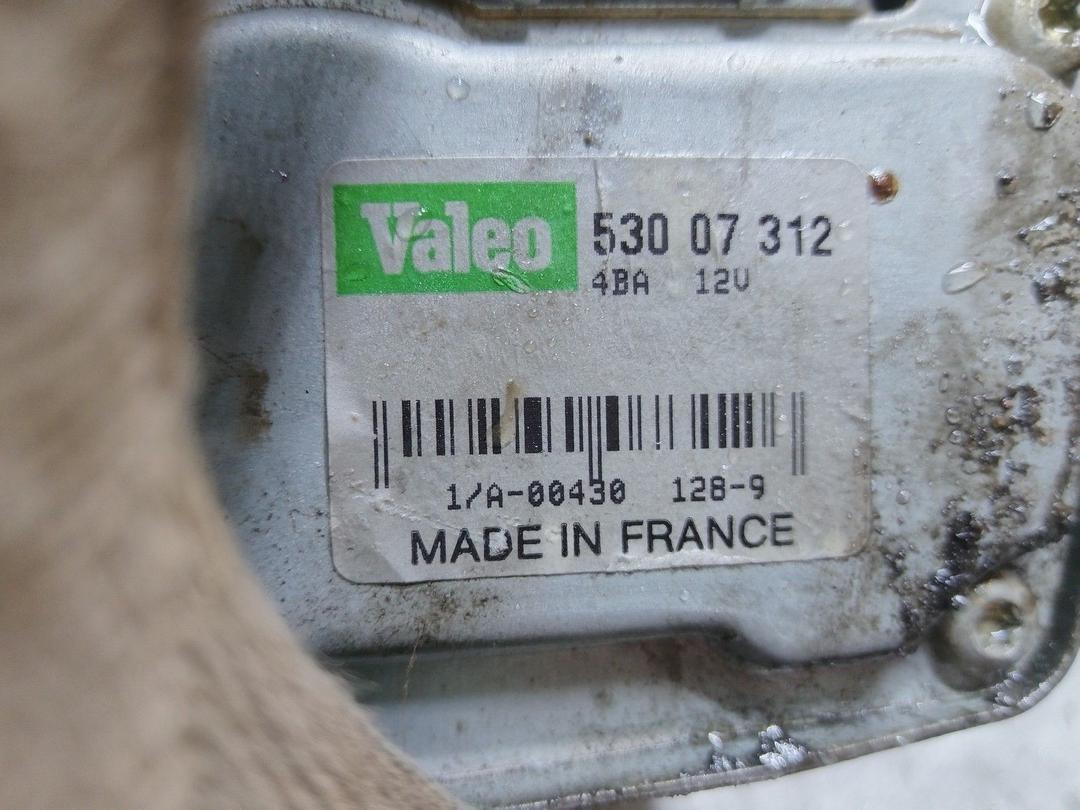 Valeo 530 07 312
4BA 12V
1/A-00430 128-9
MADE IN FRANCE